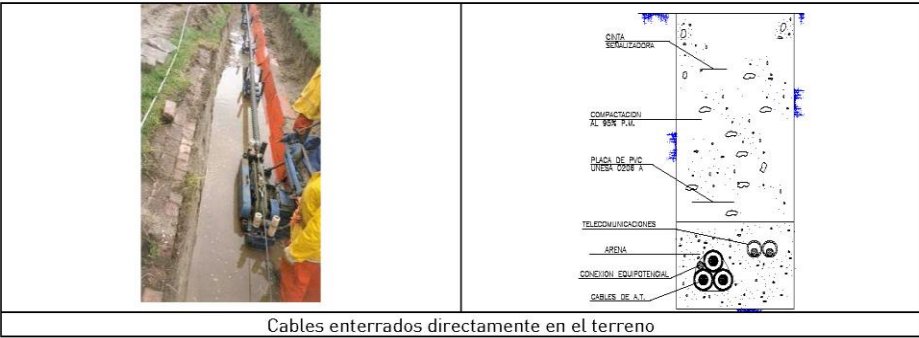 CINTA
SEÑALIZADORA
COMPACTACION
AL 95% P.M.
PLACA DE PVC
UNESA 0206 A
TELECOMUNICACIONES
ARENA
CONEXION EQUIPOTENCIAL
CABLES DE A.T.
Cables enterrados directamente en el terreno